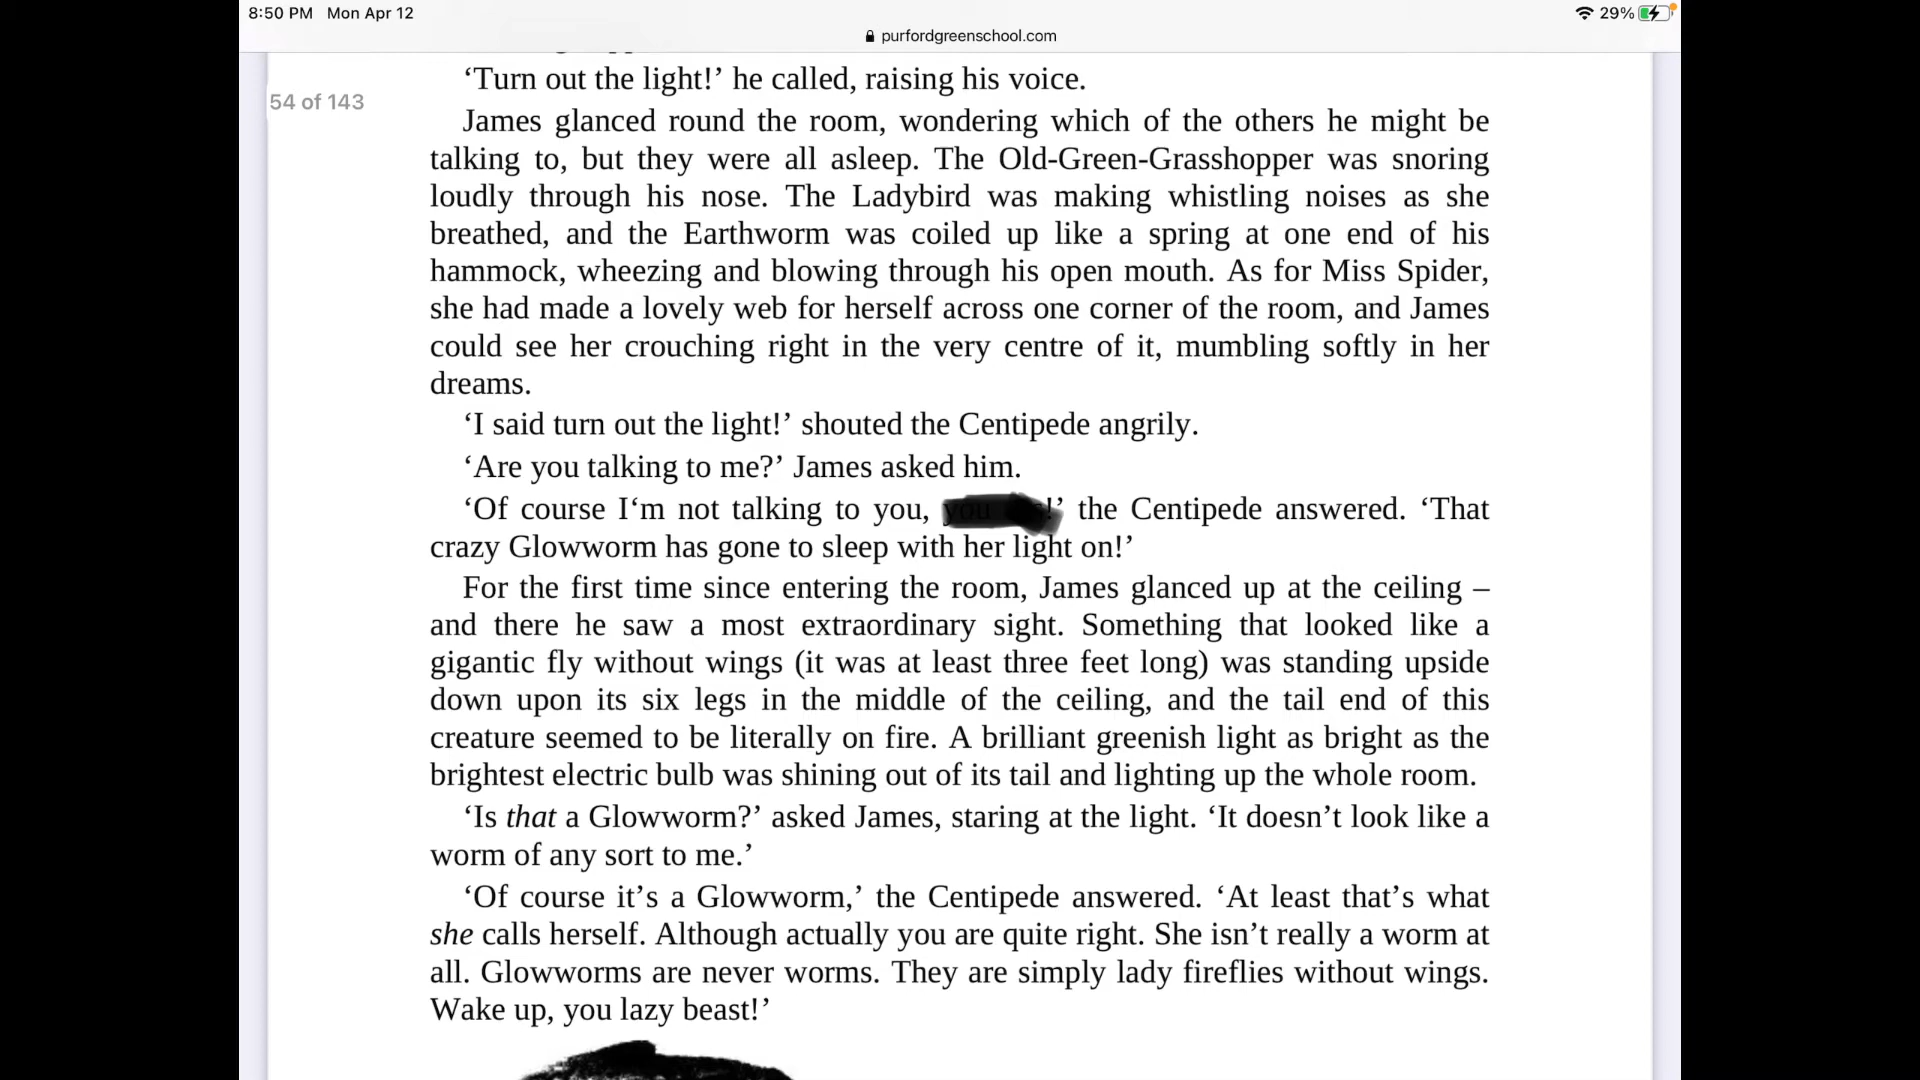 8:50 PM Mon Apr 12
29%
purfordgreenschool.com
54 of 143
‘Turn out the light!’ he called, raising his voice.
James glanced round the room, wondering which of the others he might be
talking to, but they were all asleep. The Old-Green-Grasshopper was snoring
loudly through his nose. The Ladybird was making whistling noises as she
breathed, and the Earthworm was coiled up like a spring at one end of his
hammock, wheezing and blowing through his open mouth. As for Miss Spider,
she had made a lovely web for herself across one corner of the room, and James
could see her crouching right in the very centre of it, mumbling softly in her
dreams.
‘I said turn out the light!’ shouted the Centipede angrily.
‘Are you talking to me?’ James asked him.
‘Of course I‘m not talking to you, you !’ the Centipede answered. ‘That
crazy Glowworm has gone to sleep with her light on!’
For the first time since entering the room, James glanced up at the ceiling –
and there he saw a most extraordinary sight. Something that looked like a
gigantic fly without wings (it was at least three feet long) was standing upside
down upon its six legs in the middle of the ceiling, and the tail end of this
creature seemed to be literally on fire. A brilliant greenish light as bright as the
brightest electric bulb was shining out of its tail and lighting up the whole room.
‘Is that a Glowworm?’ asked James, staring at the light. ‘It doesn’t look like a
worm of any sort to me.’
‘Of course it’s a Glowworm,’ the Centipede answered. ‘At least that’s what
she calls herself. Although actually you are quite right. She isn’t really a worm at
all. Glowworms are never worms. They are simply lady fireflies without wings.
Wake up, you lazy beast!’